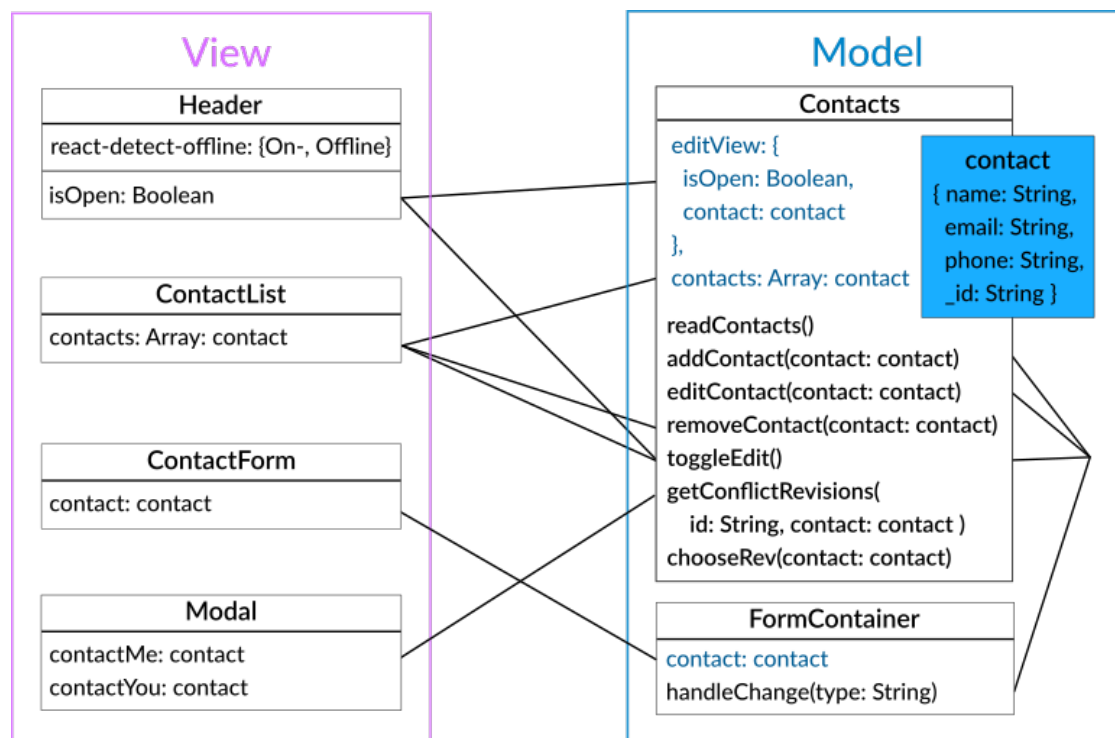 View
Header
react-detect-offline: {On-, Offline}
isOpen: Boolean
ContactList
contacts: Array: contact
ContactForm
contact: contact
Modal
contactMe: contact
contactYou: contact
Model
Contacts
editView: {
isOpen: Boolean,
contact: contact
},
contacts: Array: contact
readContacts()
addContact(contact: contact)
editContact(contact: contact)
removeContact(contact: contact)
toggleEdit()
getConflictRevisions(
id: String, contact: contact )
chooseRev(contact: contact)
contact
{ name: String,
email: String,
phone: String,
_id: String }
FormContainer
contact: contact
handleChange(type: String)